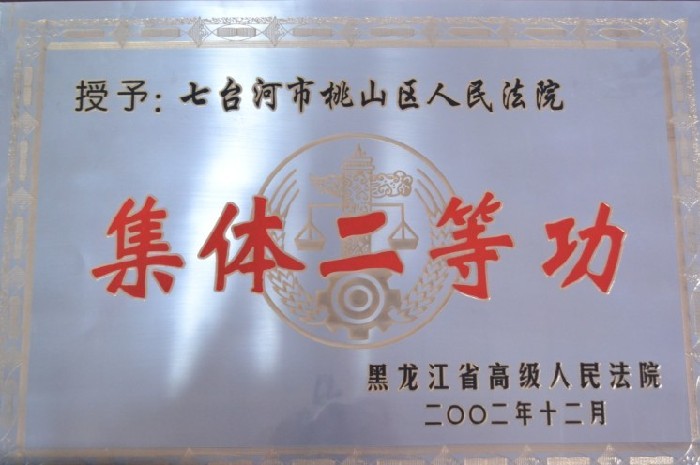 授予：七台河市桃山区人民法院
集体二等功
黑龙江省高级人民法院
二〇〇二年十二月